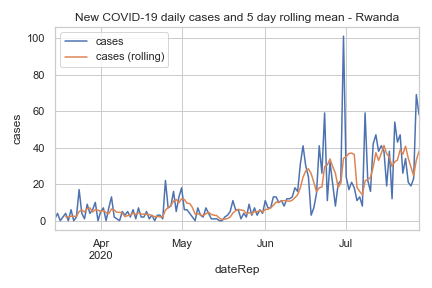 New COVID-19 daily cases and 5 day rolling mean - Rwanda
cases
cases (rolling)
100
80
60
40
20
0
cases
Apr
2020
May
Jun
Jul
dateRep